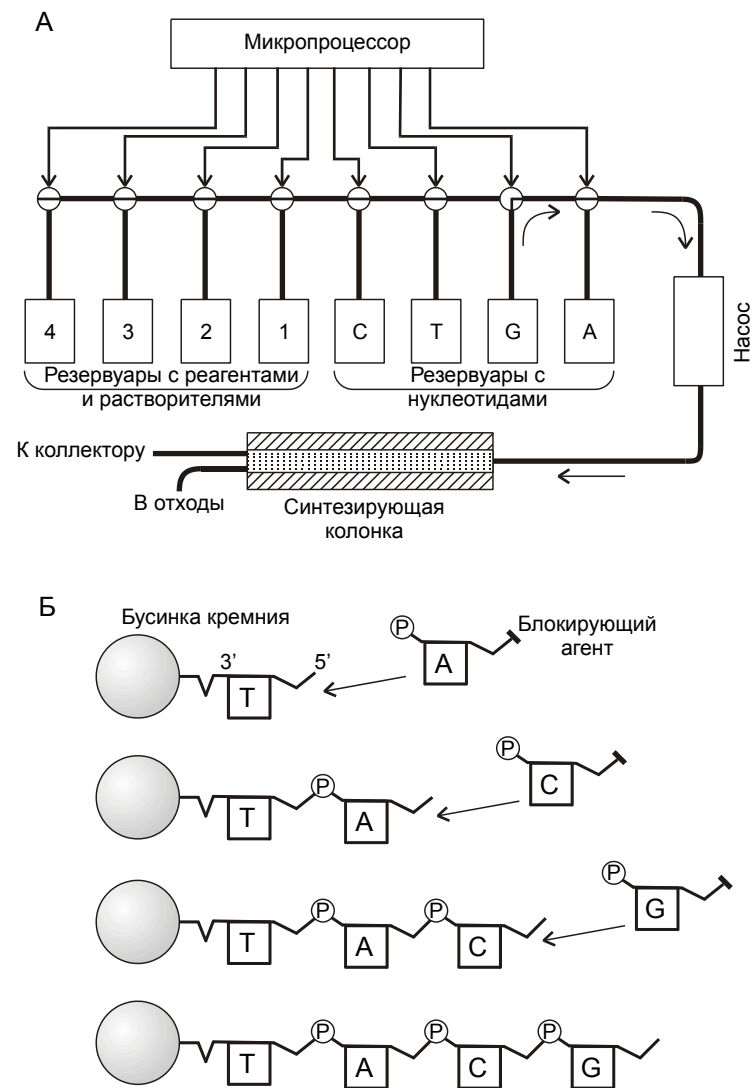 А
Микропроцессор
4 3 2 1 C T G A
Насос
Резервуары с реагентами
и растворителями
Резервуары с
нуклеотидами
К коллектору
В отходы
Синтезирующая
колонка
Б
Бусинка кремния
Блокирующий
агент
3’ 5’
P
T A
P
P
T A C
P P
P
T A C G
P P P
T A C G